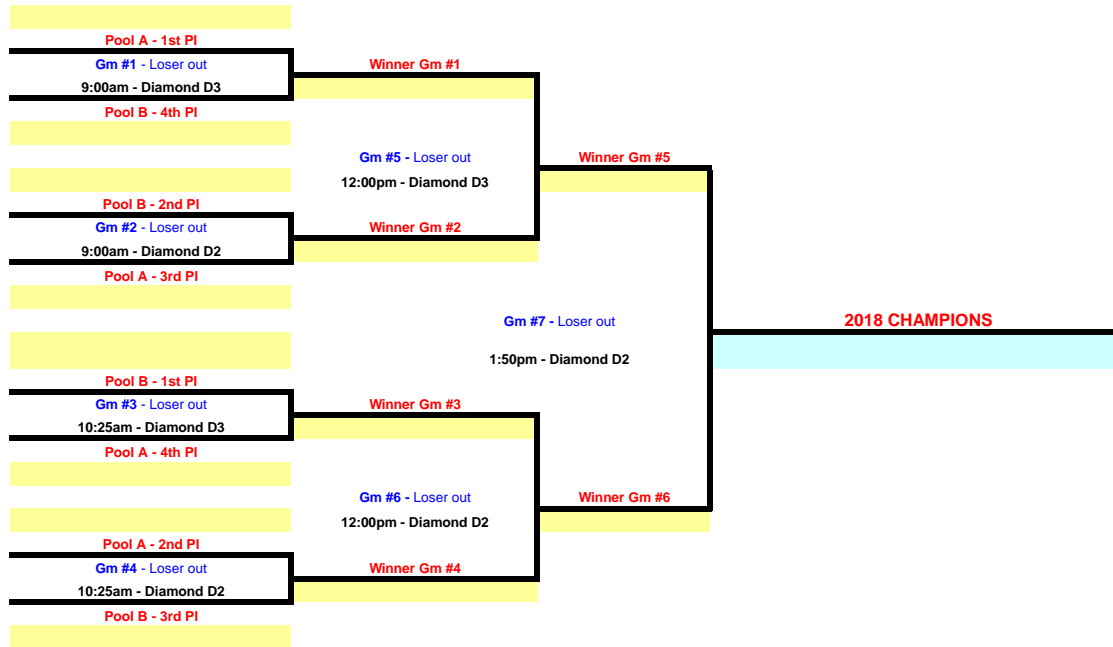 Pool A - 1st Pl
Gm #1 - Loser out
9:00am - Diamond D3
Pool B - 4th Pl
Winner Gm #1
Gm #5 - Loser out
12:00pm - Diamond D3
Winner Gm #5
Pool B - 2nd Pl
Gm #2 - Loser out
9:00am - Diamond D2
Pool A - 3rd Pl
Winner Gm #2
Gm #7 - Loser out
1:50pm - Diamond D2
2018 CHAMPIONS
Pool B - 1st Pl
Gm #3 - Loser out
10:25am - Diamond D3
Pool A - 4th Pl
Winner Gm #3
Gm #6 - Loser out
12:00pm - Diamond D2
Winner Gm #6
Pool A - 2nd Pl
Gm #4 - Loser out
10:25am - Diamond D2
Pool B - 3rd Pl
Winner Gm #4